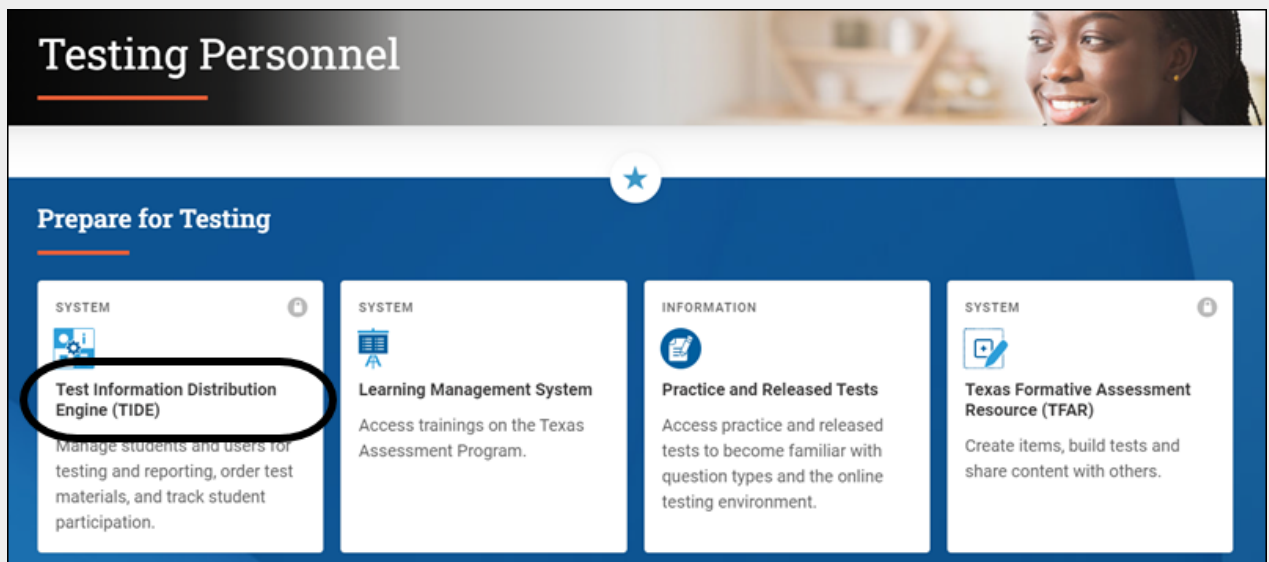 Testing Personnel
Prepare for Testing
SYSTEM
Test Information Distribution
Engine (TIDE)
Manage students and users for
testing and reporting, order test
materials, and track student
participation.
SYSTEM
Learning Management System
Access trainings on the Texas
Assessment Program.
INFORMATION
Practice and Released Tests
Access practice and released
tests to become familiar with
question types and the online
testing environment.
SYSTEM
Texas Formative Assessment
Resource (TFAR)
Create items, build tests and
share content with others.